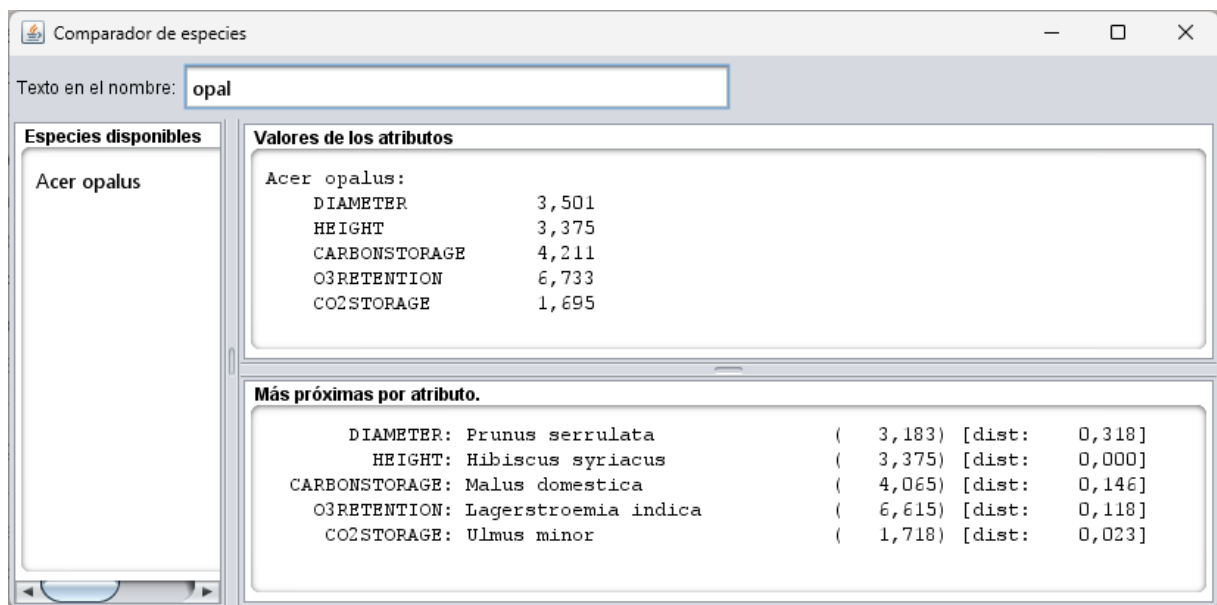 Comparador de especies
Texto en el nombre: opal
Especies disponibles
Acer opalus
Valores de los atributos
Acer opalus:
DIAMETER 3,501
HEIGHT 3,375
CARBONSTORAGE 4,211
O3RETENTION 6,733
CO2STORAGE 1,695
Más próximas por atributo.
DIAMETER: Prunus serrulata ( 3,183) [dist: 0,318]
HEIGHT: Hibiscus syriacus ( 3,375) [dist: 0,000]
CARBONSTORAGE: Malus domestica ( 4,065) [dist: 0,146]
O3RETENTION: Lagerstroemia indica ( 6,615) [dist: 0,118]
CO2STORAGE: Ulmus minor ( 1,718) [dist: 0,023]